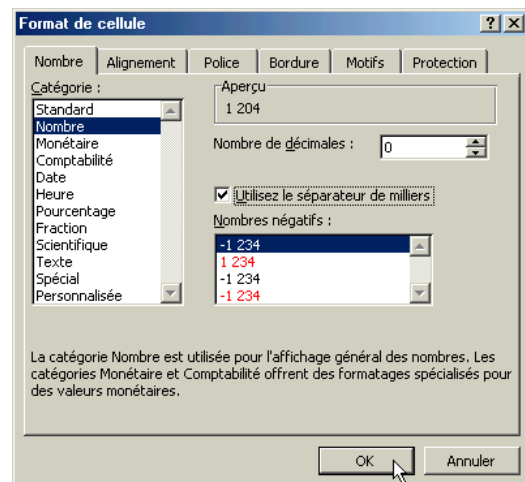 Format de cellule
Nombre
Alignement
Police
Bordure
Motifs
Protection
Catégorie :
Standard
Nombre
Monétaire
Comptabilité
Date
Heure
Pourcentage
Fraction
Scientifique
Texte
Spécial
Personnalisée
Aperçu
1 204
Nombre de décimales :
0
Utilisez le séparateur de milliers
Nombres négatifs :
-1 234
1 234
-1 234
-1 234
La catégorie Nombre est utilisée pour l'affichage général des nombres. Les
catégories Monétaire et Comptabilité offrent des formatages spécialisés pour
des valeurs monétaires.
OK
Annuler